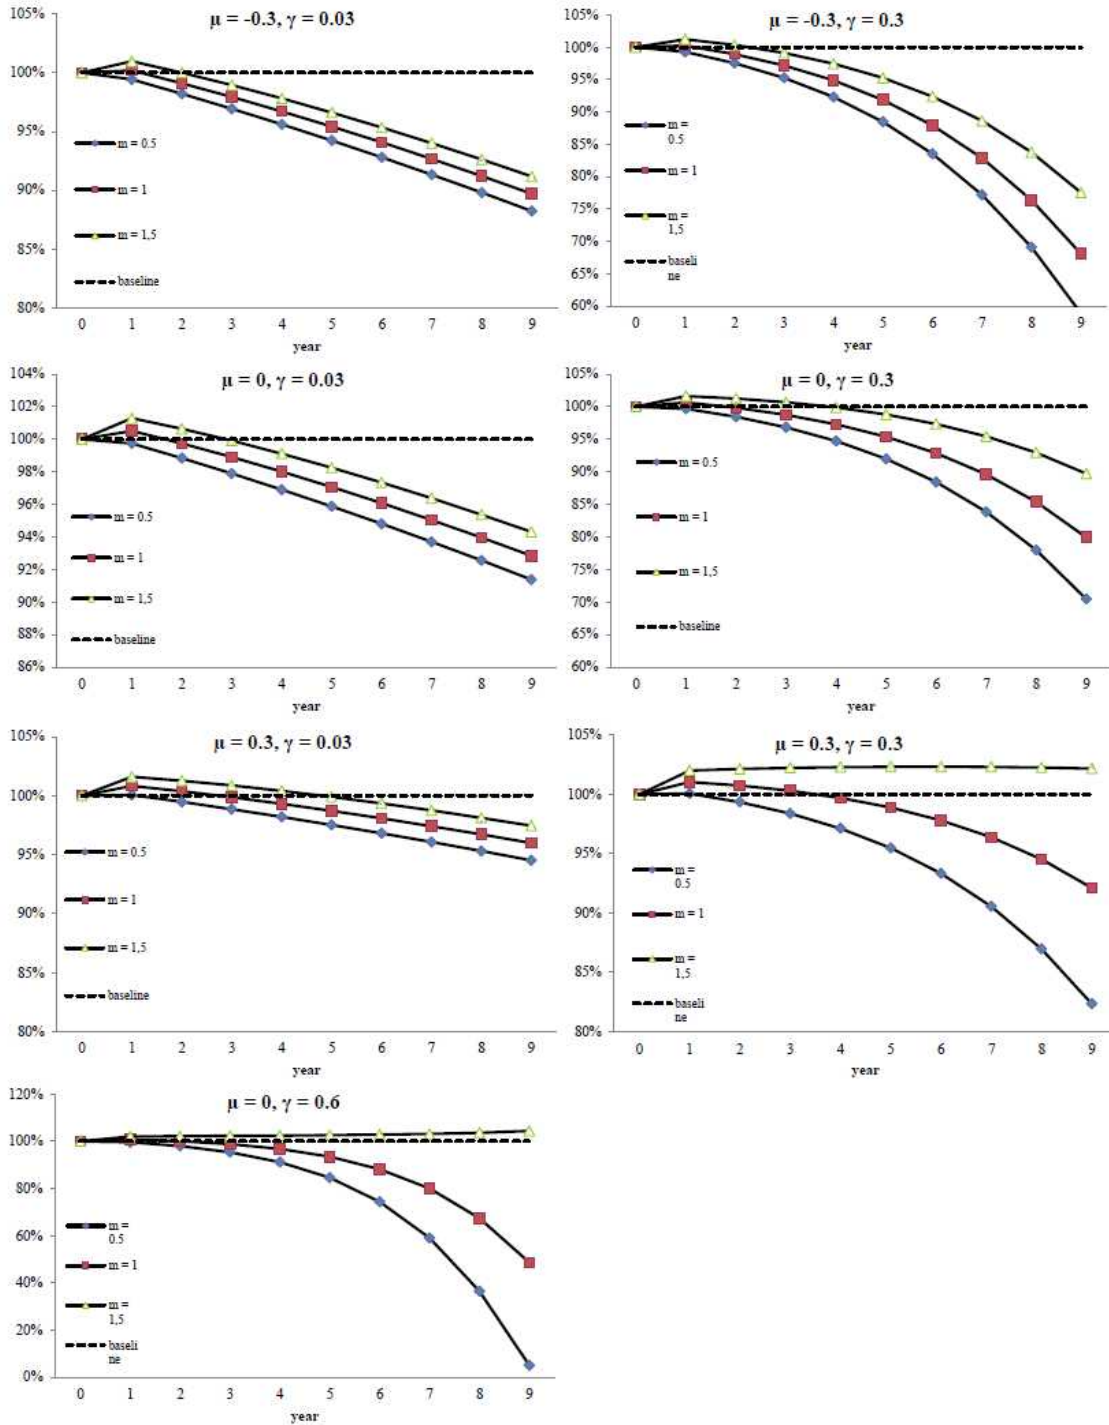 μ = -0.3, γ = 0.03
105%
100%
95%
90%
85%
80%
m = 0.5
m = 1
m = 1,5
baseline
0 1 2 3 4 5 6 7 8 9
year
μ = -0.3, γ = 0.3
105%
100%
95%
90%
85%
80%
75%
70%
65%
60%
m =
0.5
m = 1
m =
1,5
baseli
ne
0 1 2 3 4 5 6 7 8 9
year
μ = 0, γ = 0.03
104%
102%
100%
98%
96%
94%
92%
90%
88%
86%
m = 0.5
m = 1
m = 1,5
baseline
0 1 2 3 4 5 6 7 8 9
year
μ = 0, γ = 0.3
105%
100%
95%
90%
85%
80%
75%
70%
65%
60%
m = 0.5
m = 1
m = 1,5
baseline
0 1 2 3 4 5 6 7 8 9
year
μ = 0.3, γ = 0.03
105%
100%
95%
90%
85%
80%
m = 0.5
m = 1
m = 1,5
baseline
0 1 2 3 4 5 6 7 8 9
year
μ = 0.3, γ = 0.3
105%
100%
95%
90%
85%
80%
m =
0.5
m = 1
m =
1,5
baseli
ne
0 1 2 3 4 5 6 7 8 9
year
μ = 0, γ = 0.6
120%
100%
80%
60%
40%
20%
0%
m =
0.5
m = 1
m =
1,5
baseli
ne
0 1 2 3 4 5 6 7 8 9
year